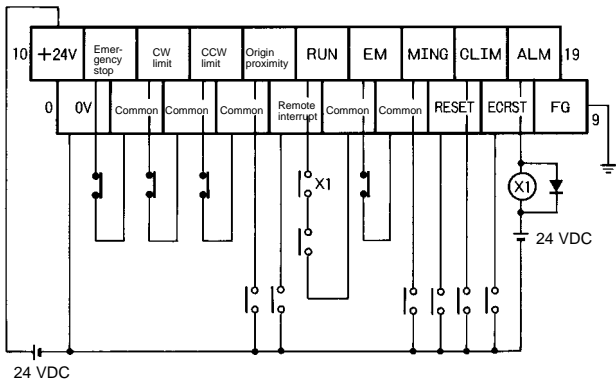 10 +24V Emer-gency stop CW limit CCW limit Origin proximity RUN EM MING CLIM ALM 19
0 0V Common Common Common Remote interrupt Common Common RESET ECRST FG 9
X1
X1
24 VDC
24 VDC